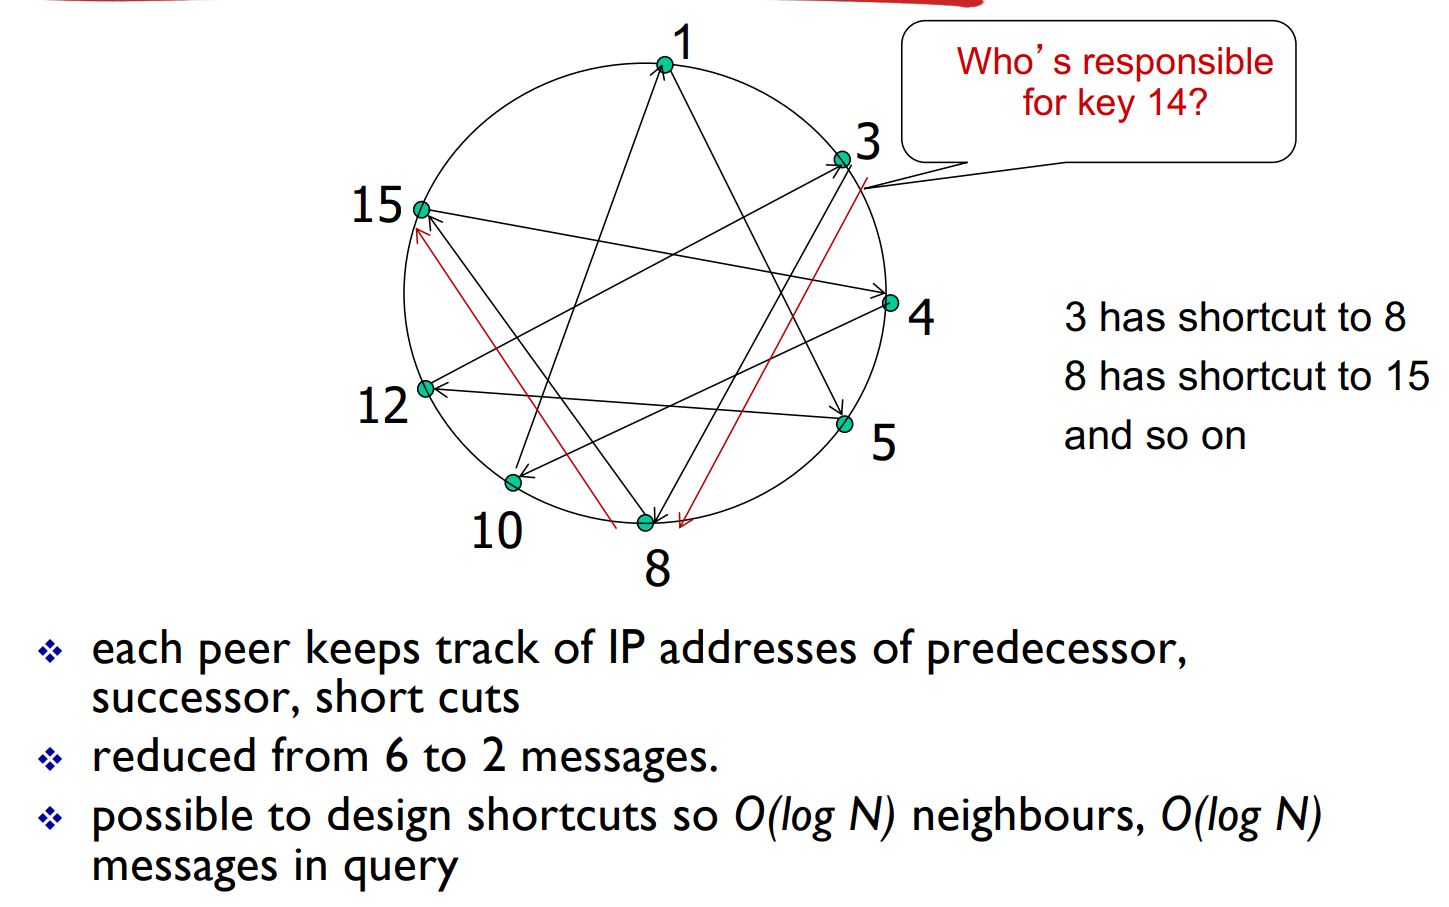 1
Who's responsible
for key 14?
3
15
4
3 has shortcut to 8
8 has shortcut to 15
and so on
12
5
10
8
each peer keeps track of IP addresses of predecessor,
successor, short cuts
reduced from 6 to 2 messages.
possible to design shortcuts so O(log N) neighbours, O(log N)
messages in query